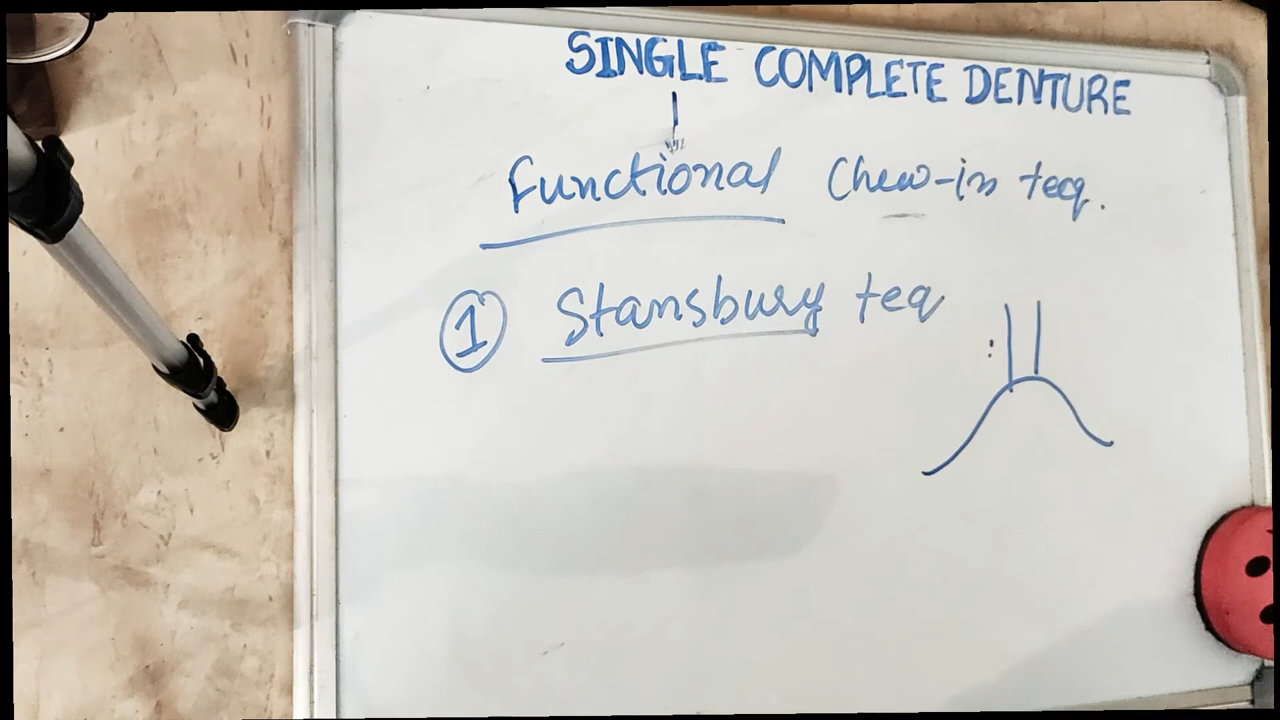 SINGLE COMPLETE DENTURE
functional Chew-in teq.
1 Stansbury teq